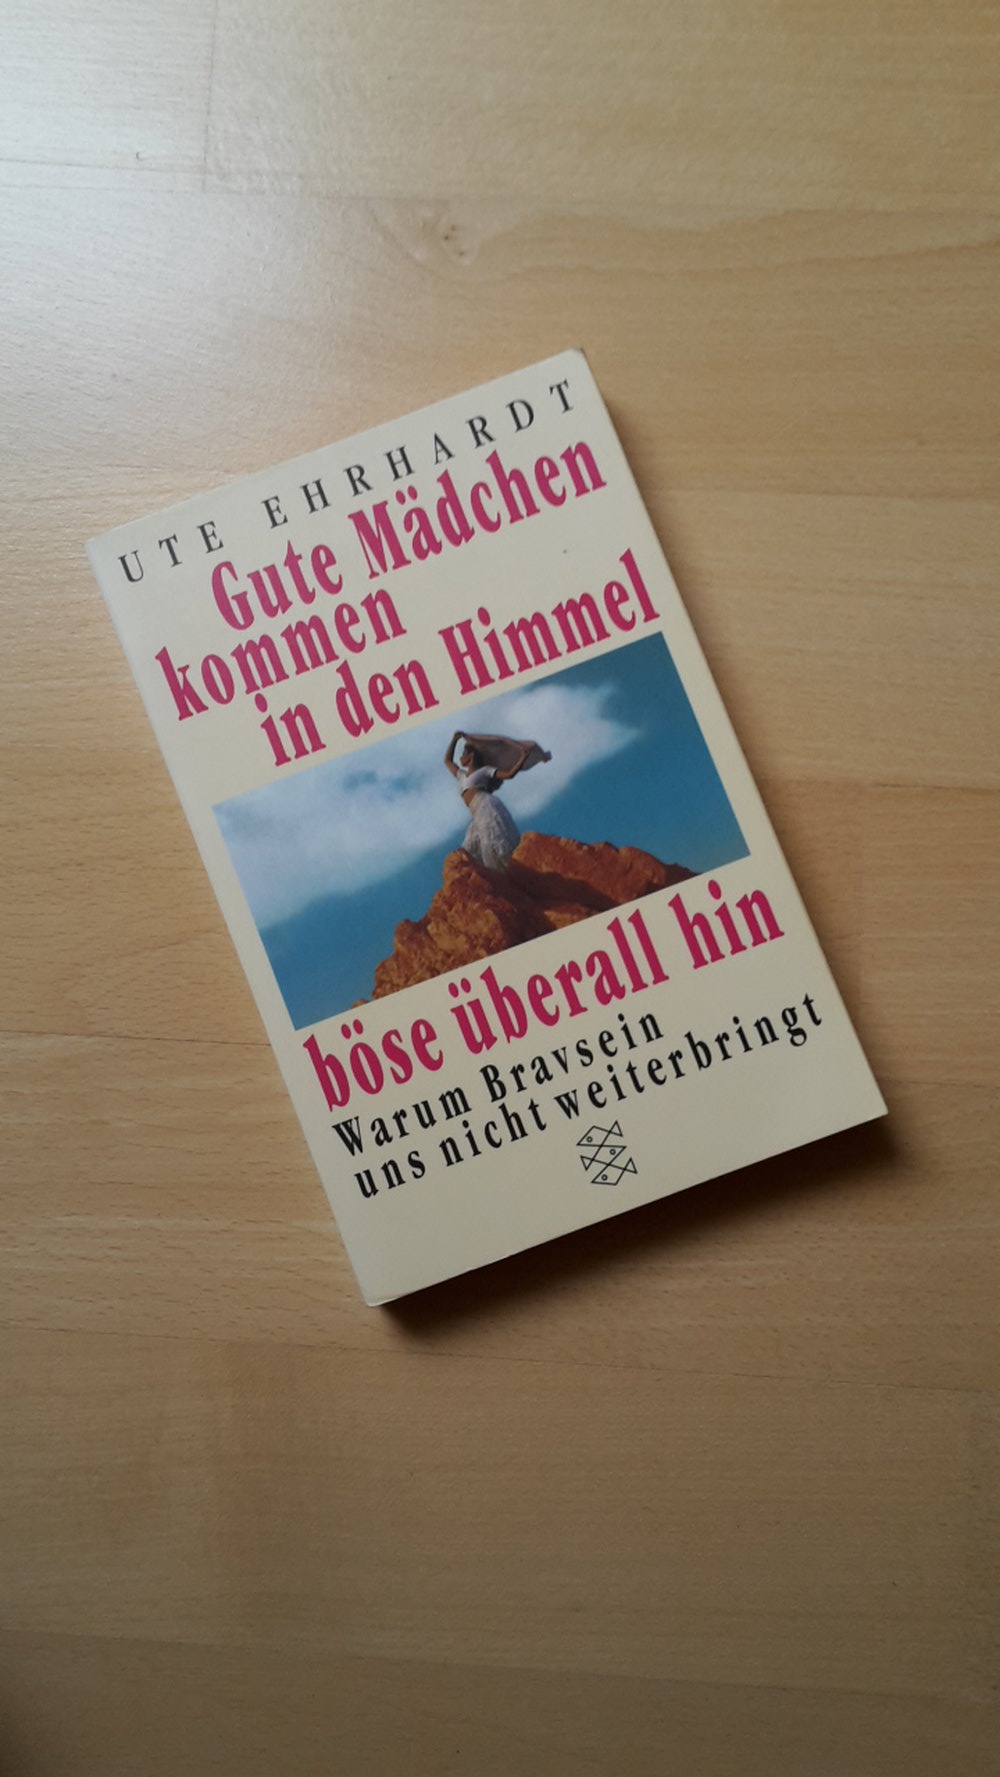 UTE EHRHARDT
Gute Mädchen
kommen
in den Himmel
böse überall hin
Warum Bravsein
uns nicht weiterbringt